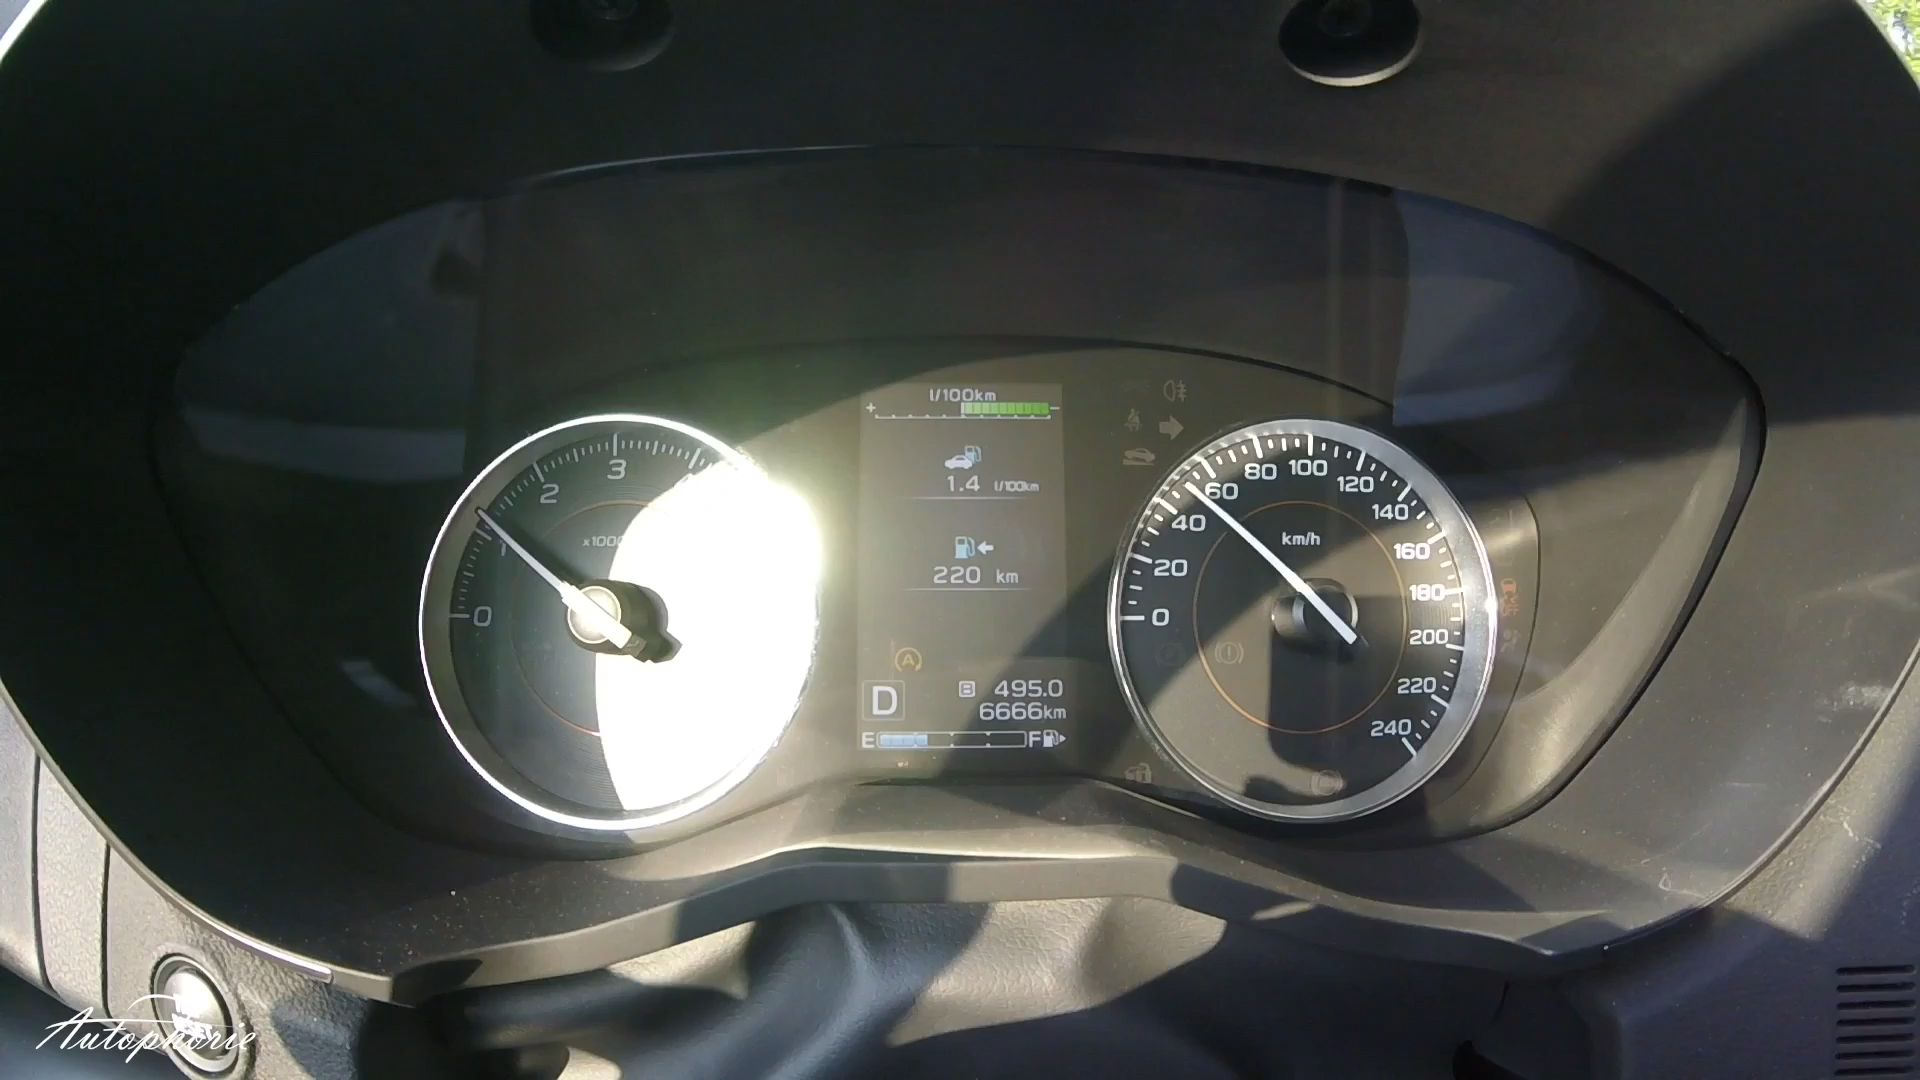 l/100km
+ −
1.4 l/100km
220 km
A
D
B 495.0
6666km
E F
0
1
2
3
x1000
0
20
40
60
80
100
120
140
160
180
200
220
240
km/h
Autophorie